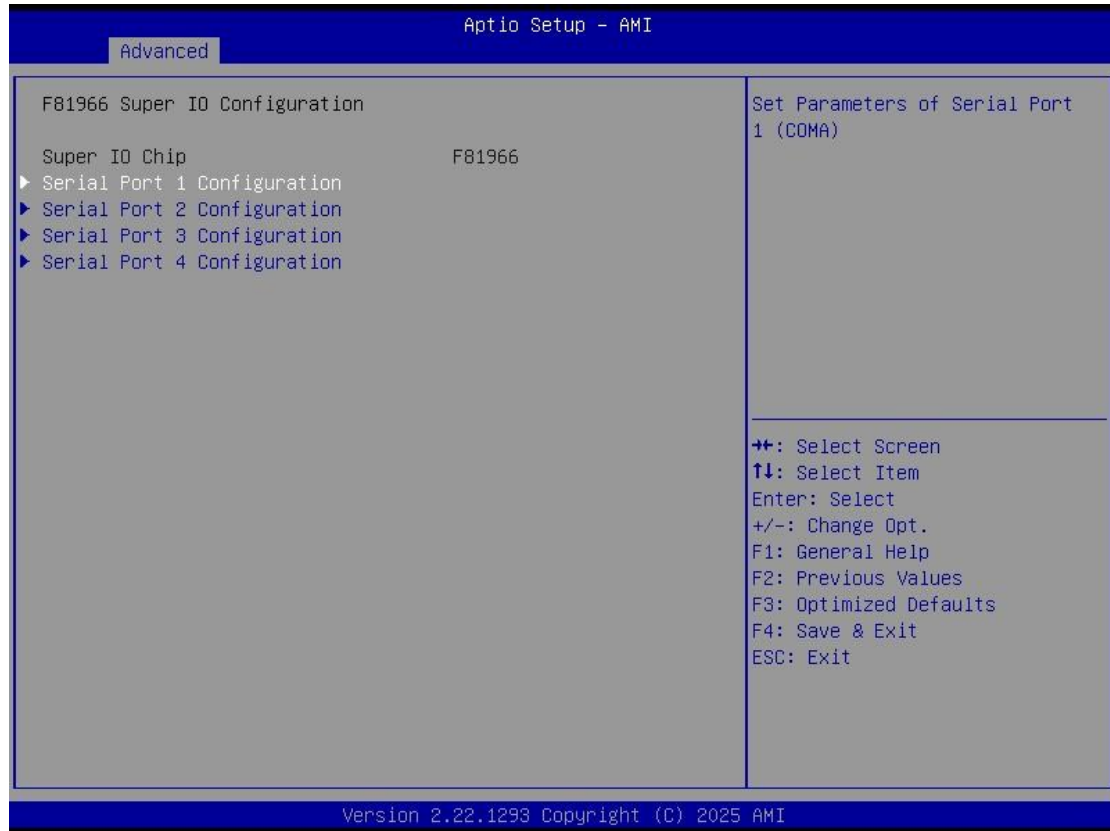 Aptio Setup – AMI
Advanced
F81966 Super IO Configuration
Super IO Chip F81966
▶ Serial Port 1 Configuration
▶ Serial Port 2 Configuration
▶ Serial Port 3 Configuration
▶ Serial Port 4 Configuration
Set Parameters of Serial Port
1 (COMA)
→←: Select Screen
↑↓: Select Item
Enter: Select
+/-: Change Opt.
F1: General Help
F2: Previous Values
F3: Optimized Defaults
F4: Save & Exit
ESC: Exit
Version 2.22.1293 Copyright (C) 2025 AMI